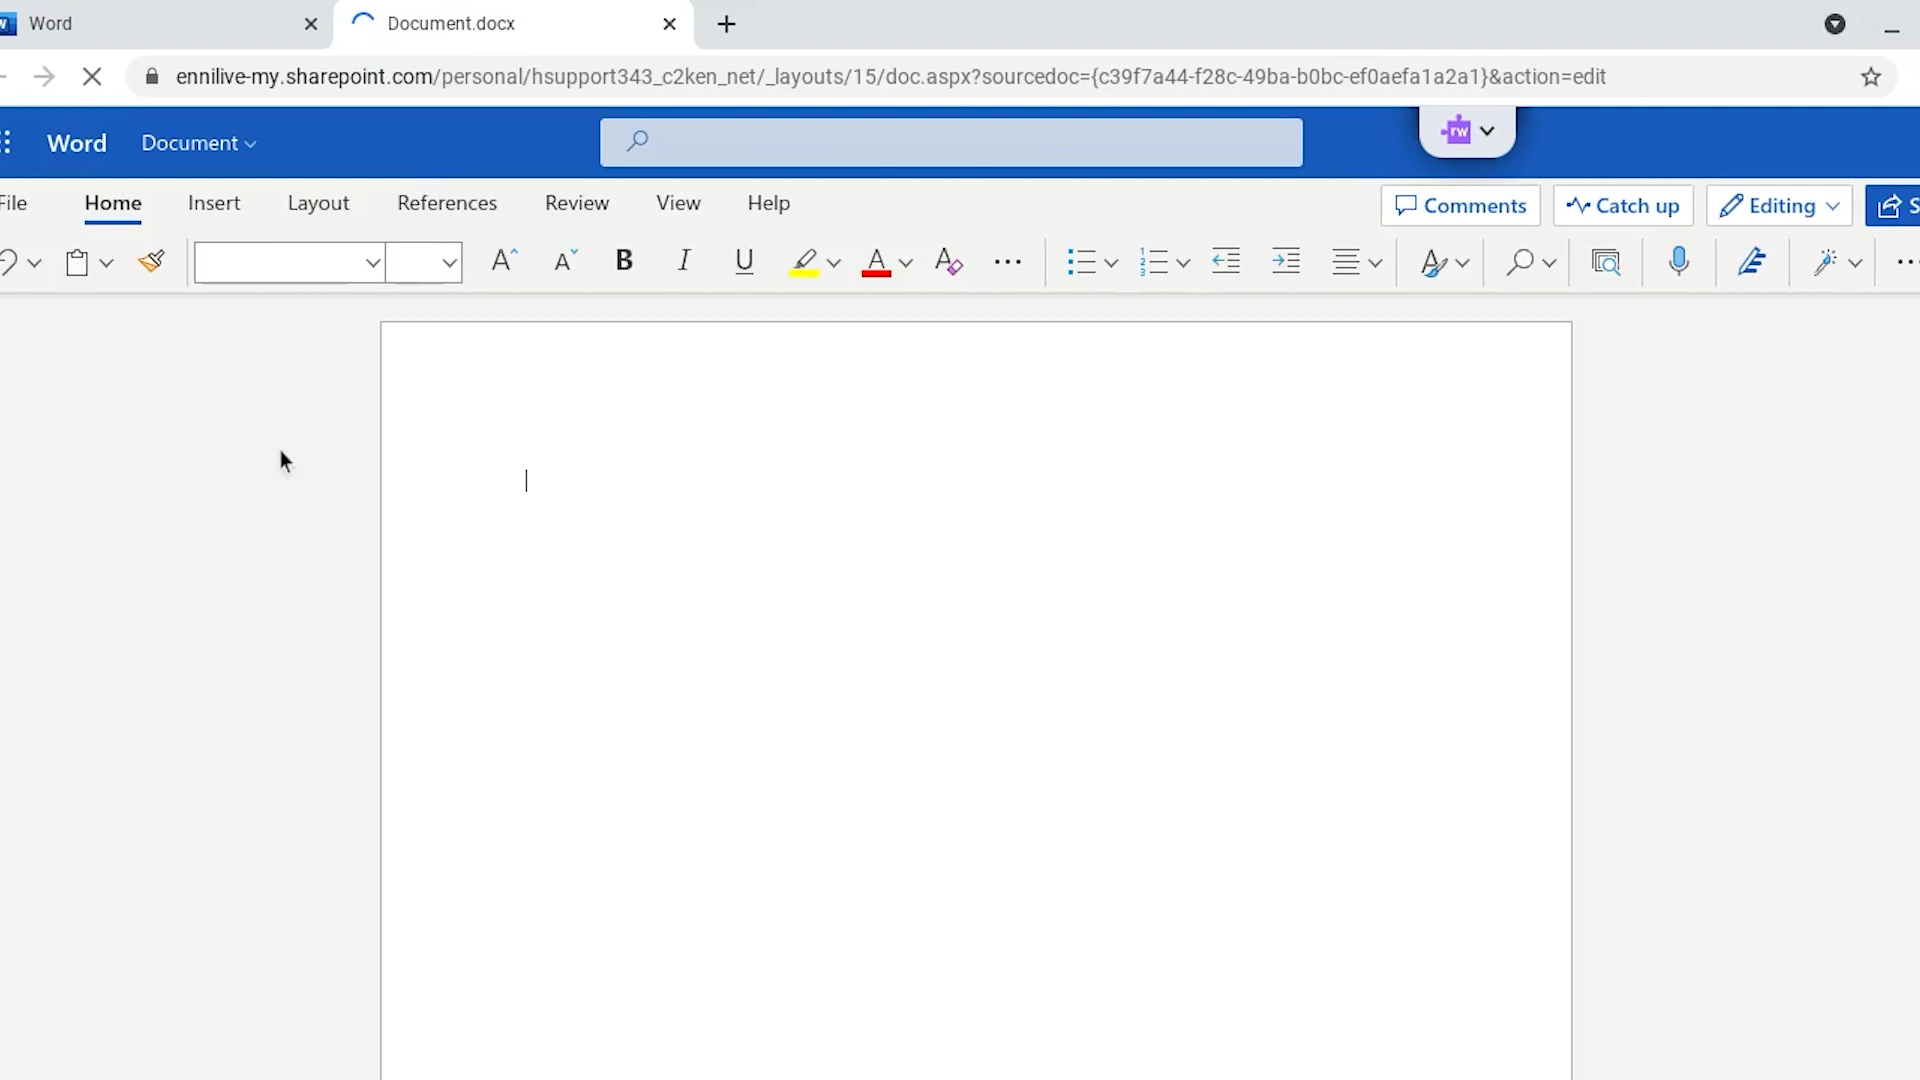 Word
Document.docx
ennilive-my.sharepoint.com/personal/hsupport343_c2ken_net/_layouts/15/doc.aspx?sourcedoc={c39f7a44-f28c-49ba-b0bc-ef0aefa1a2a1}&action=edit
Word Document
rw
File Home Insert Layout References Review View Help Comments Catch up Editing S